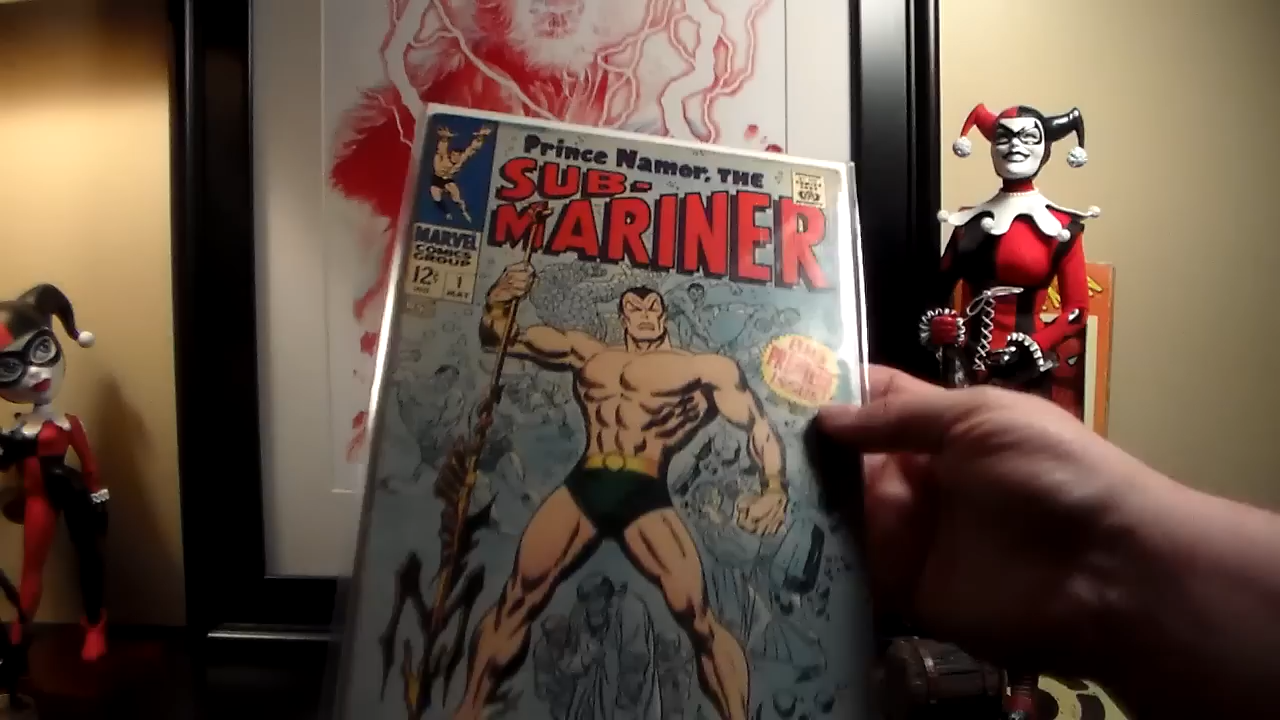 Prince Namor, THE
SUB-
MARINER
MARVEL
COMICS
GROUP
12¢
1
MAY